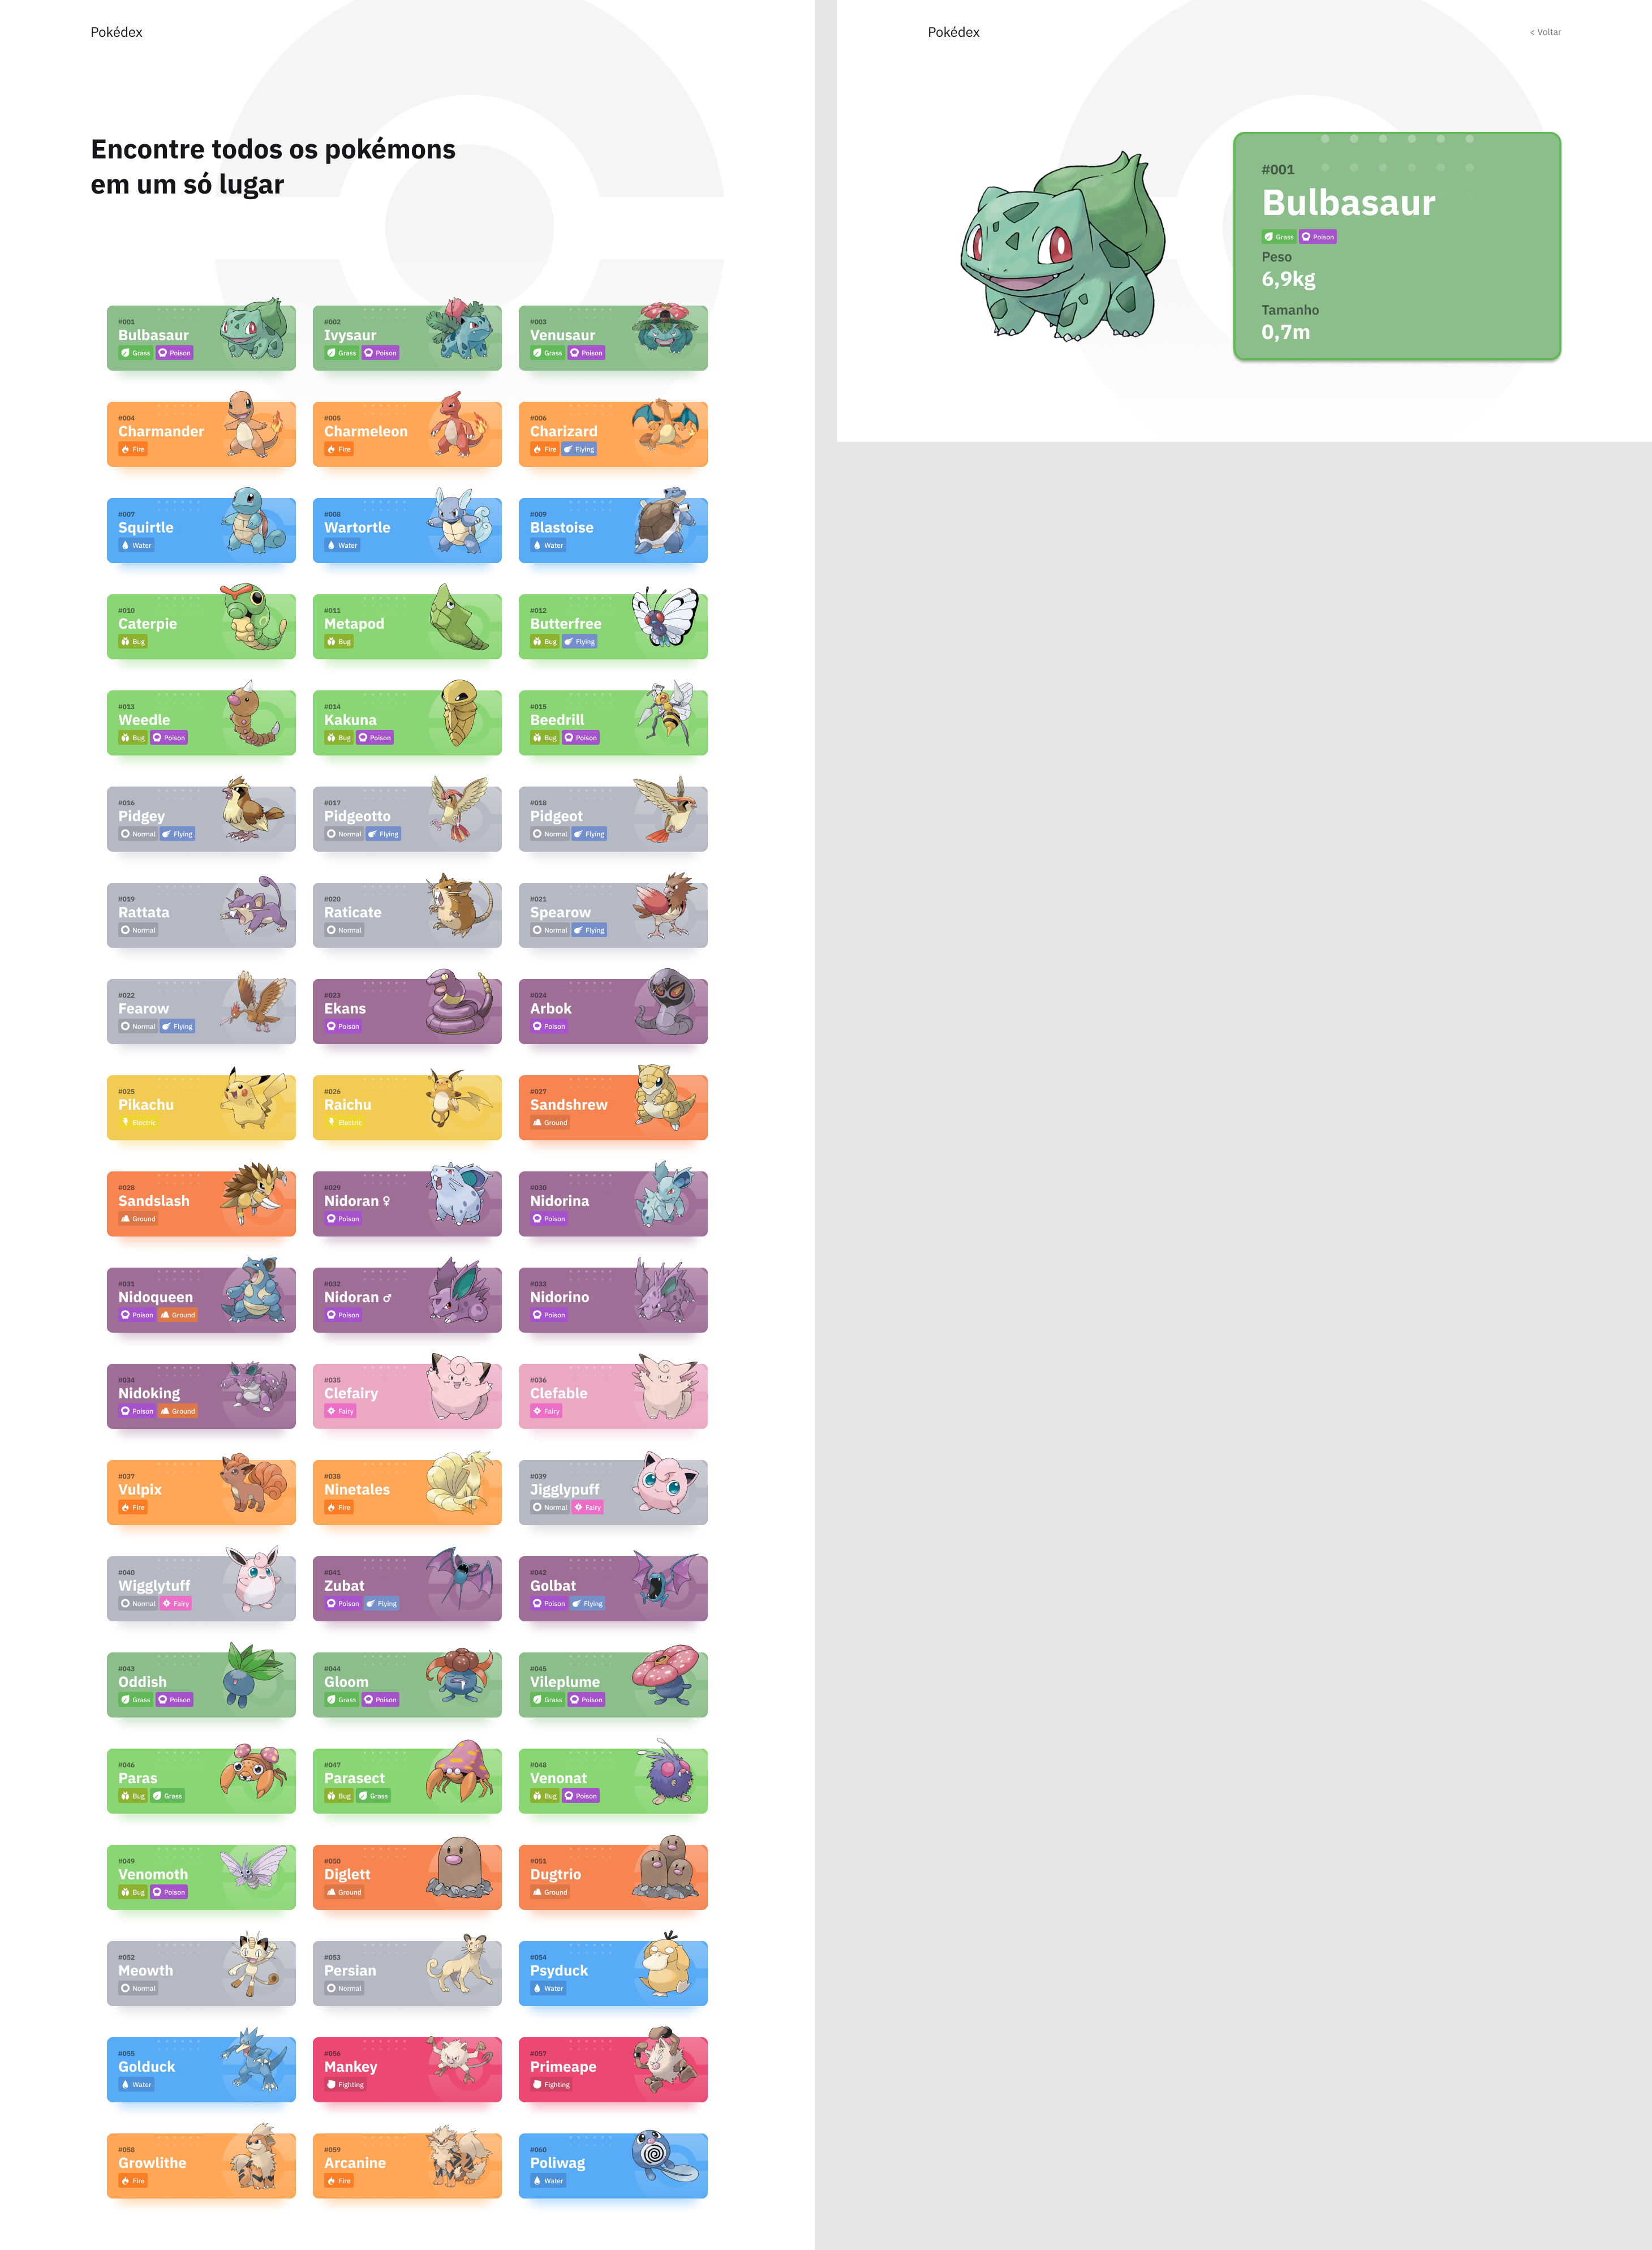 Pokédex
Encontre todos os pokémons
em um só lugar
#001
Bulbasaur
Grass Poison
#002
Ivysaur
Grass Poison
#003
Venusaur
Grass Poison
#004
Charmander
Fire
#005
Charmeleon
Fire
#006
Charizard
Fire Flying
#007
Squirtle
Water
#008
Wartortle
Water
#009
Blastoise
Water
#010
Caterpie
Bug
#011
Metapod
Bug
#012
Butterfree
Bug Flying
#013
Weedle
Bug Poison
#014
Kakuna
Bug Poison
#015
Beedrill
Bug Poison
#016
Pidgey
Normal Flying
#017
Pidgeotto
Normal Flying
#018
Pidgeot
Normal Flying
#019
Rattata
Normal
#020
Raticate
Normal
#021
Spearow
Normal Flying
#022
Fearow
Normal Flying
#023
Ekans
Poison
#024
Arbok
Poison
#025
Pikachu
Electric
#026
Raichu
Electric
#027
Sandshrew
Ground
#028
Sandslash
Ground
#029
Nidoran ♀
Poison
#030
Nidorina
Poison
#031
Nidoqueen
Poison Ground
#032
Nidoran ♂
Poison
#033
Nidorino
Poison
#034
Nidoking
Poison Ground
#035
Clefairy
Fairy
#036
Clefable
Fairy
#037
Vulpix
Fire
#038
Ninetales
Fire
#039
Jigglypuff
Normal Fairy
#040
Wigglytuff
Normal Fairy
#041
Zubat
Poison Flying
#042
Golbat
Poison Flying
#043
Oddish
Grass Poison
#044
Gloom
Grass Poison
#045
Vileplume
Grass Poison
#046
Paras
Bug Grass
#047
Parasect
Bug Grass
#048
Venonat
Bug Poison
#049
Venomoth
Bug Poison
#050
Diglett
Ground
#051
Dugtrio
Ground
#052
Meowth
Normal
#053
Persian
Normal
#054
Psyduck
Water
#055
Golduck
Water
#056
Mankey
Fighting
#057
Primeape
Fighting
#058
Growlithe
Fire
#059
Arcanine
Fire
#060
Poliwag
Water
Pokédex
< Voltar
#001
Bulbasaur
Grass Poison
Peso
6,9kg
Tamanho
0,7m